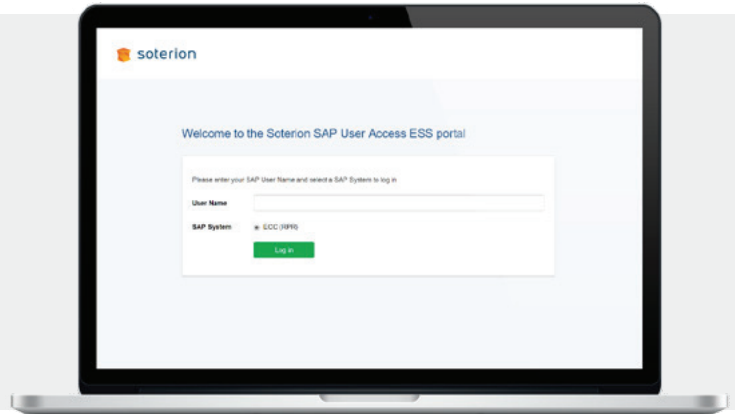 soterion
Welcome to the Soterion SAP User Access ESS portal
Please enter your SAP User Name and select a SAP System to log in
User Name
SAP System
ECC (RPR)
Log in